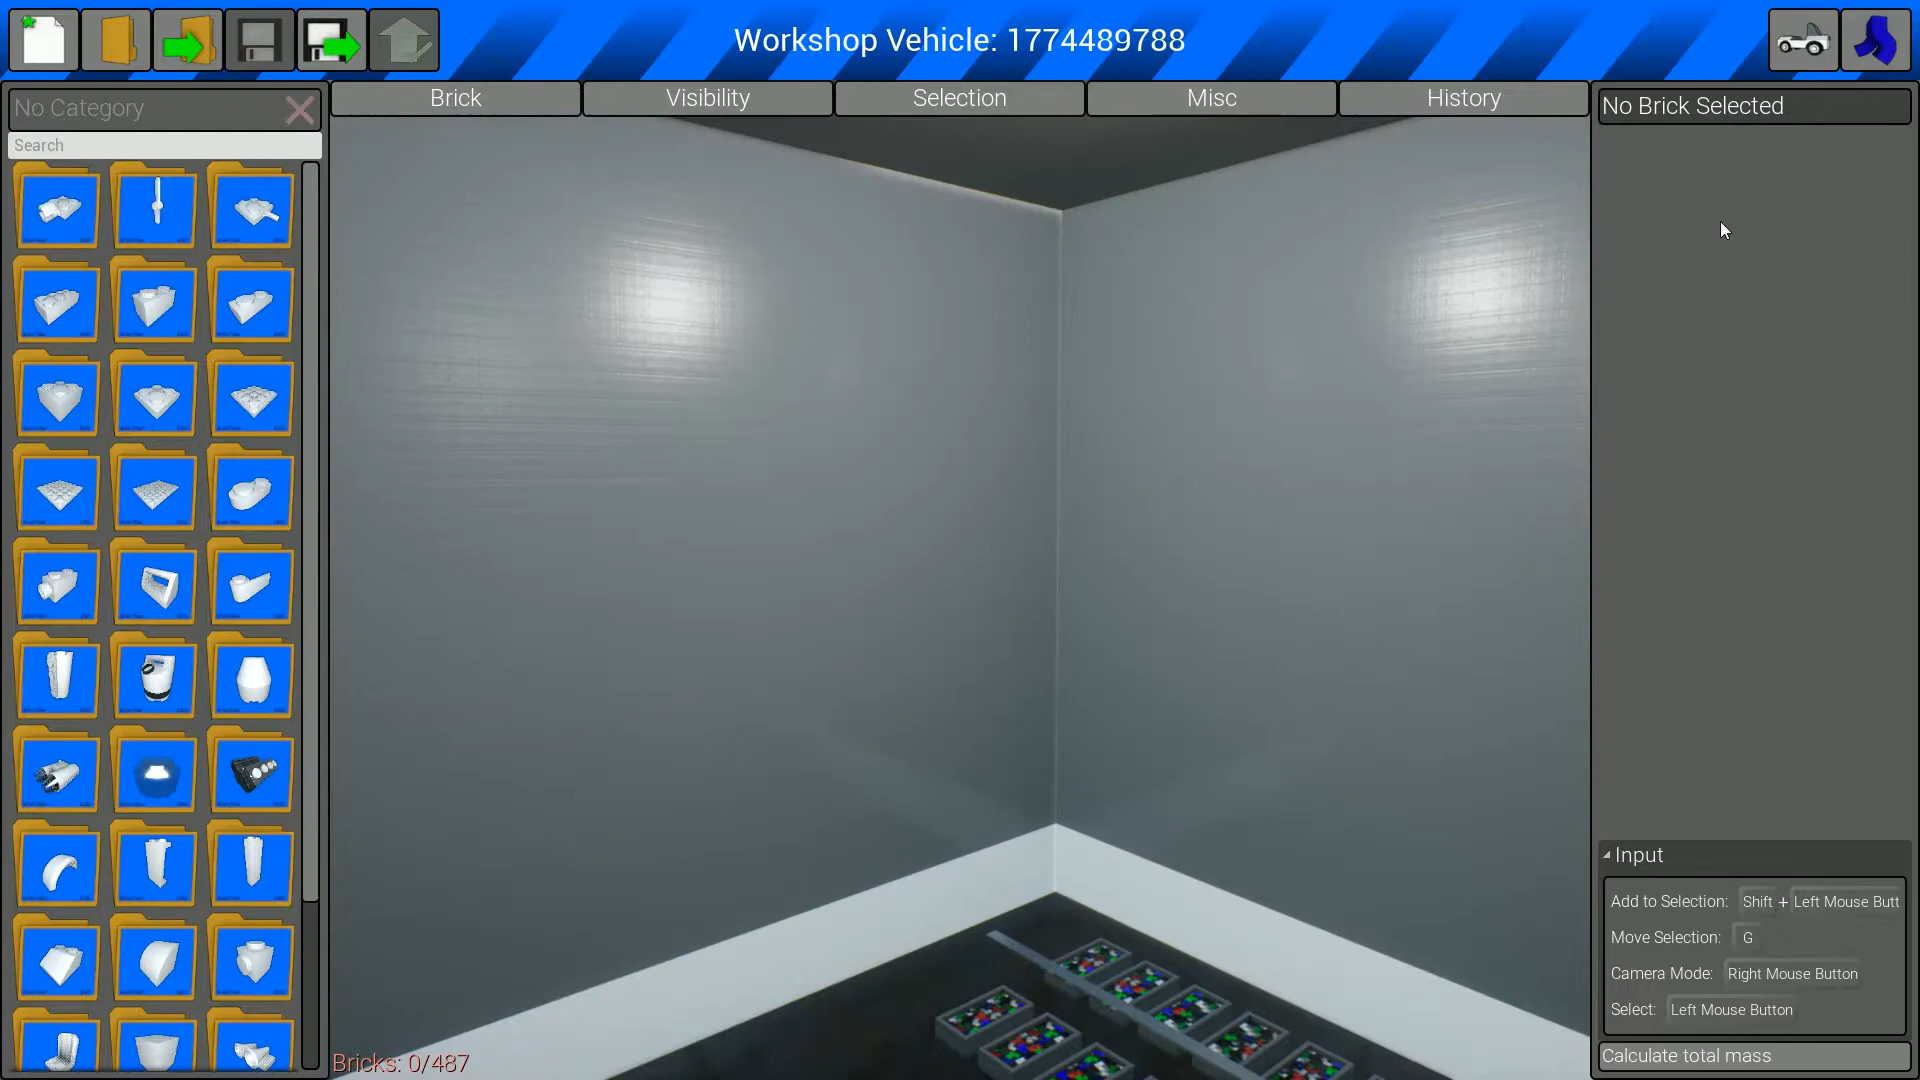 Workshop Vehicle: 1774489788
No Category
Search
Brick
Visibility
Selection
Misc
History
No Brick Selected
Input
Add to Selection: Shift + Left Mouse Butt
Move Selection: G
Camera Mode: Right Mouse Button
Select: Left Mouse Button
Calculate total mass
Bricks: 0/487